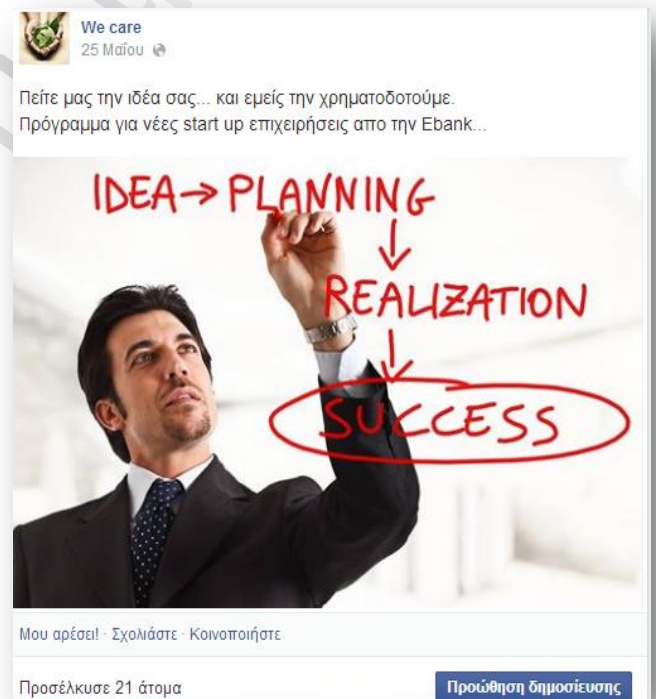 We care
25 Μαΐου
Πείτε μας την ιδέα σας... και εμείς την χρηματοδοτούμε.
Πρόγραμμα για νέες start up επιχειρήσεις απο την Ebank...
IDEA→PLANNING
↓
REALIZATION
↓
SUCCESS
Μου αρέσει! · Σχολιάστε · Κοινοποιήστε
Προσέλκυσε 21 άτομα
Προώθηση δημοσίευσης